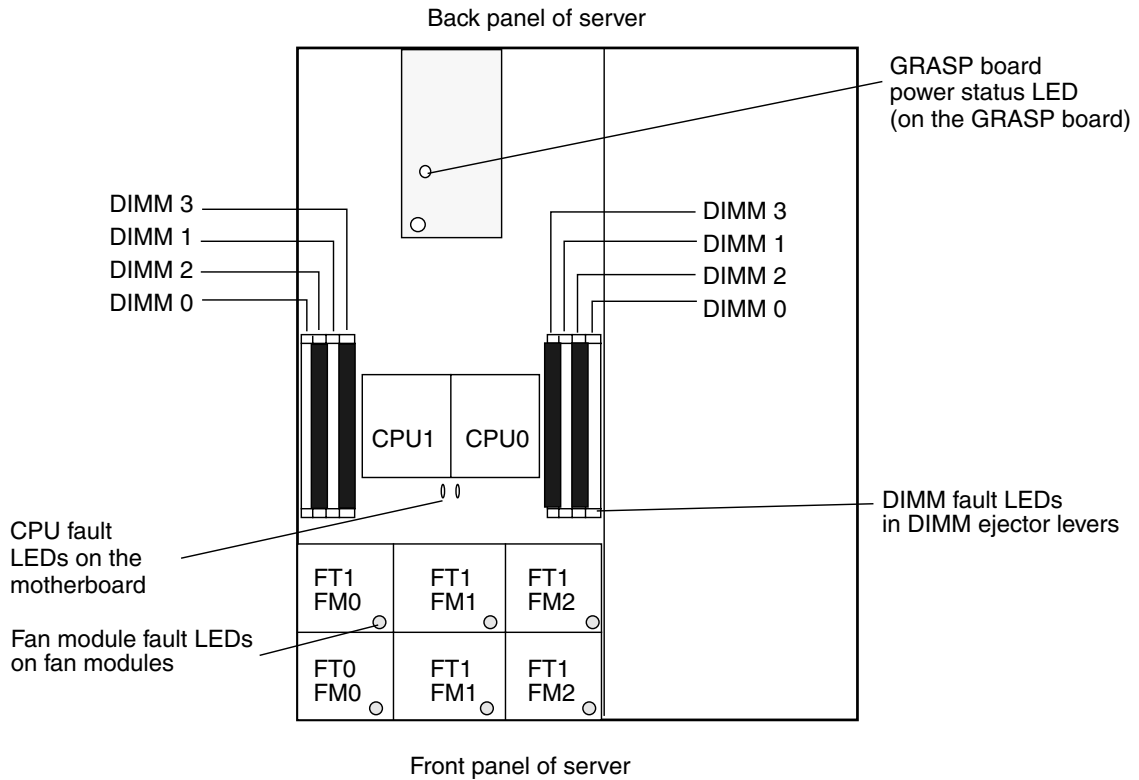 Back panel of server
GRASP board
power status LED
(on the GRASP board)
DIMM 3
DIMM 1
DIMM 2
DIMM 0
DIMM 3
DIMM 1
DIMM 2
DIMM 0
CPU1
CPU0
DIMM fault LEDs
in DIMM ejector levers
CPU fault
LEDs on the
motherboard
FT1
FM0
FT1
FM1
FT1
FM2
Fan module fault LEDs
on fan modules
FT0
FM0
FT1
FM1
FT1
FM2
Front panel of server